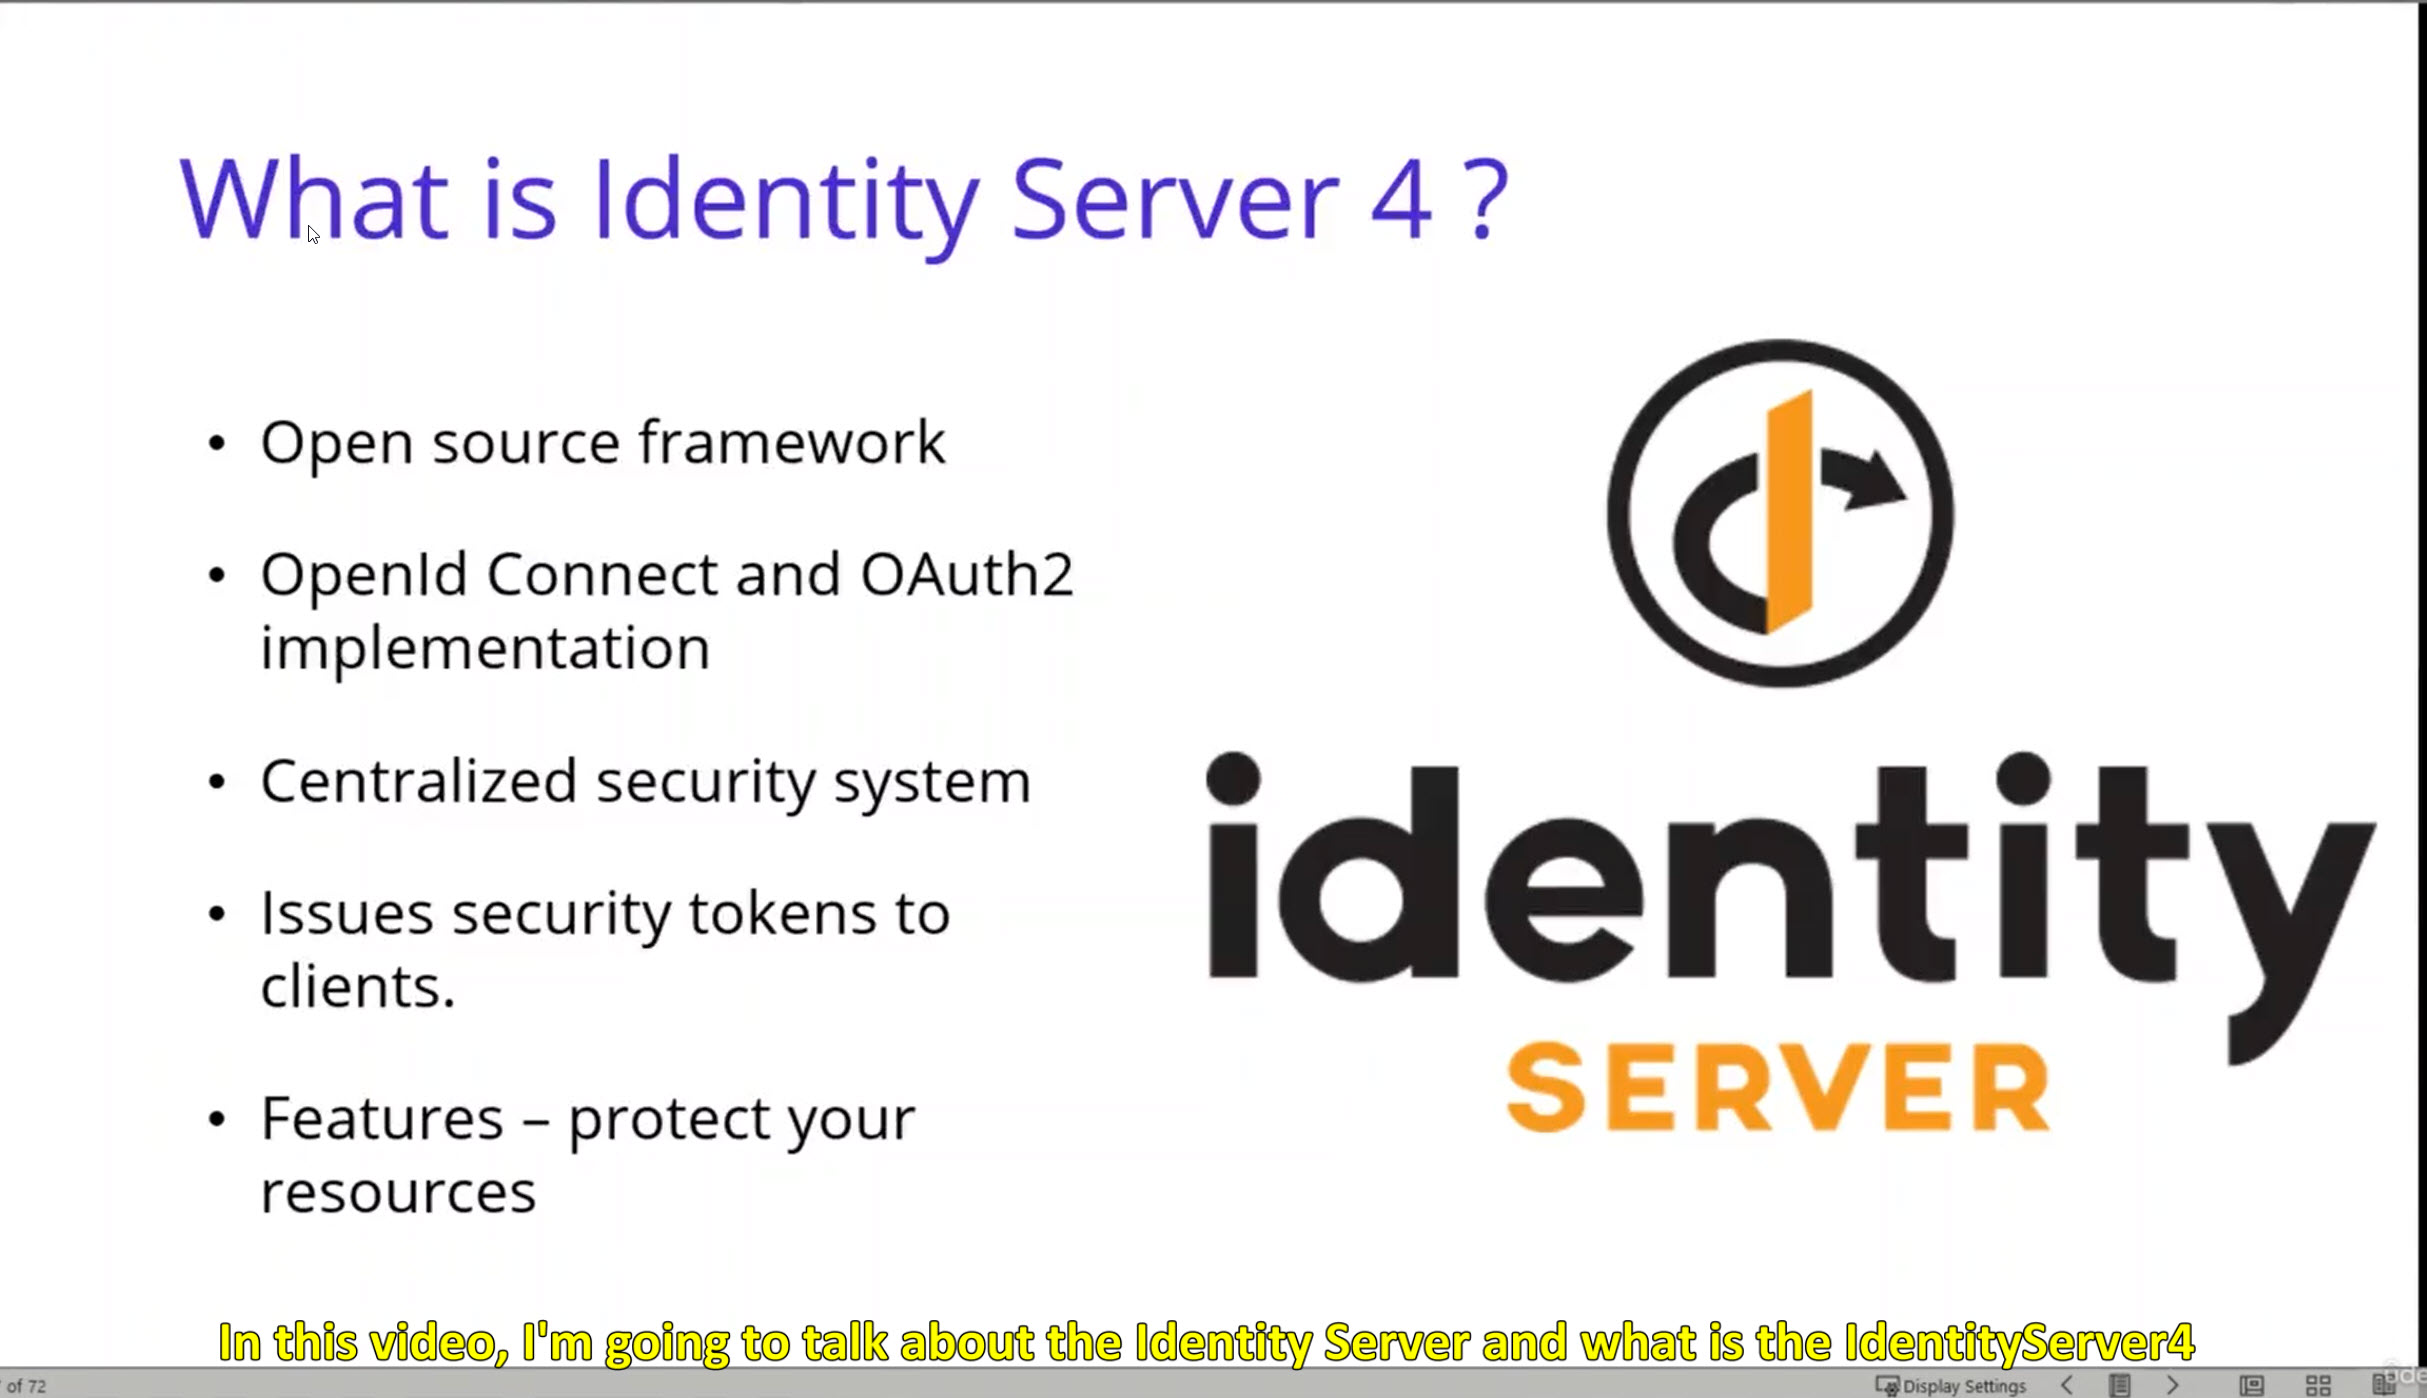 What is Identity Server 4 ?
• Open source framework
• OpenId Connect and OAuth2
implementation
• Centralized security system
• Issues security tokens to
clients.
• Features – protect your
resources
identity
SERVER
In this video, I'm going to talk about the Identity Server and what is the IdentityServer4
of 72
Display Settings